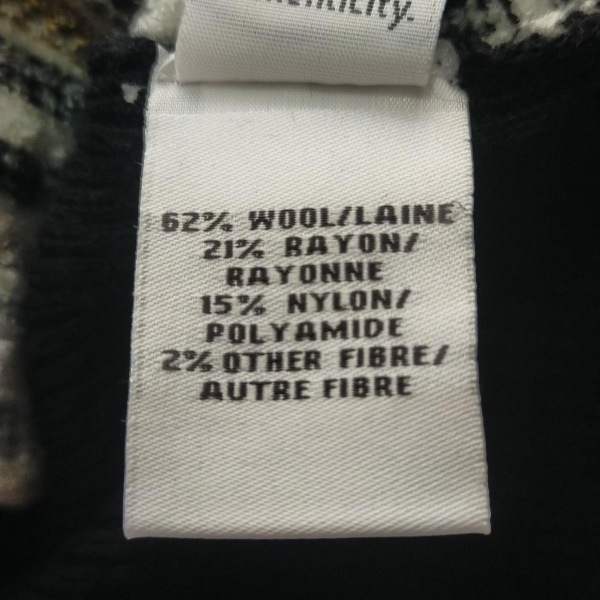 62% WOOL/LAINE
21% RAYON/
RAYONNE
15% NYLON/
POLYAMIDE
2% OTHER FIBRE/
AUTRE FIBRE